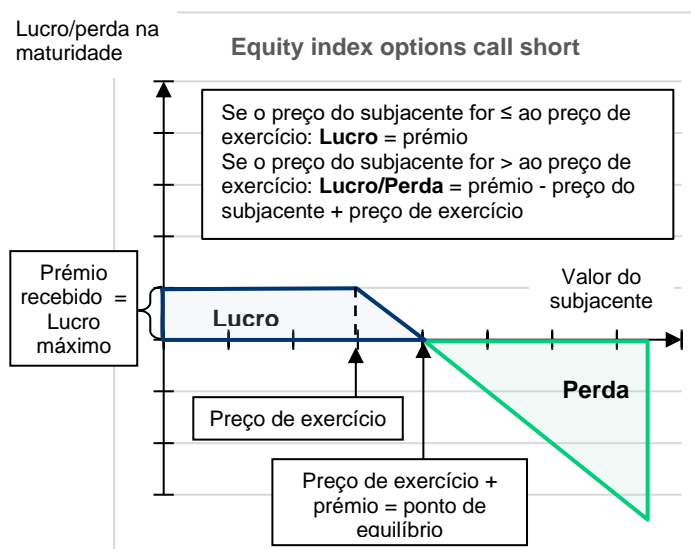 Lucro/perda na
maturidade
Equity index options call short
Se o preço do subjacente for ≤ ao preço de
exercício: Lucro = prémio
Se o preço do subjacente for > ao preço de
exercício: Lucro/Perda = prémio - preço do
subjacente + preço de exercício
Prémio
recebido =
Lucro
máximo
Valor do
subjacente
Lucro
Perda
Preço de exercício
Preço de exercício +
prémio = ponto de
equilíbrio